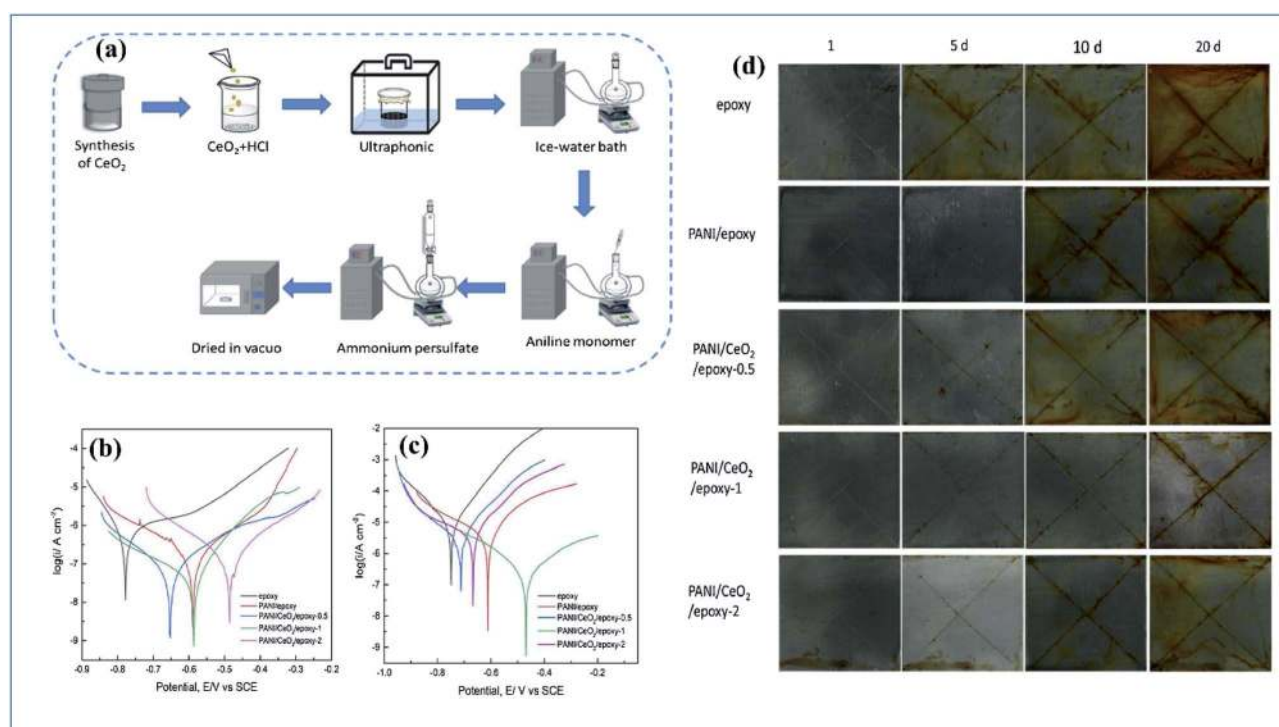 (a)
Synthesis
of CeO₂
CeO₂+HCl
Ultraphonic
Ice-water bath
Dried in vacuo
Ammonium persulfate
Aniline monomer
(b)
-4
-5
-6
-7
-8
-9
log(i/ A cm⁻²)
epoxy
PANI/epoxy
PANI/CeO₂/epoxy-0.5
PANI/CeO₂/epoxy-1
PANI/CeO₂/epoxy-2
-0.9 -0.8 -0.7 -0.6 -0.5 -0.4 -0.3 -0.2
Potential, E/V vs SCE
(c)
-2
-3
-4
-5
-6
-7
-8
-9
log(i/A cm⁻²)
epoxy
PANI/epoxy
PANI/CeO₂/epoxy-0.5
PANI/CeO₂/epoxy-1
PANI/CeO₂/epoxy-2
-1.0 -0.8 -0.6 -0.4 -0.2
Potential, E/ V vs SCE
(d)
1 5 d 10 d 20 d
epoxy
PANI/epoxy
PANI/CeO₂
/epoxy-0.5
PANI/CeO₂
/epoxy-1
PANI/CeO₂
/epoxy-2